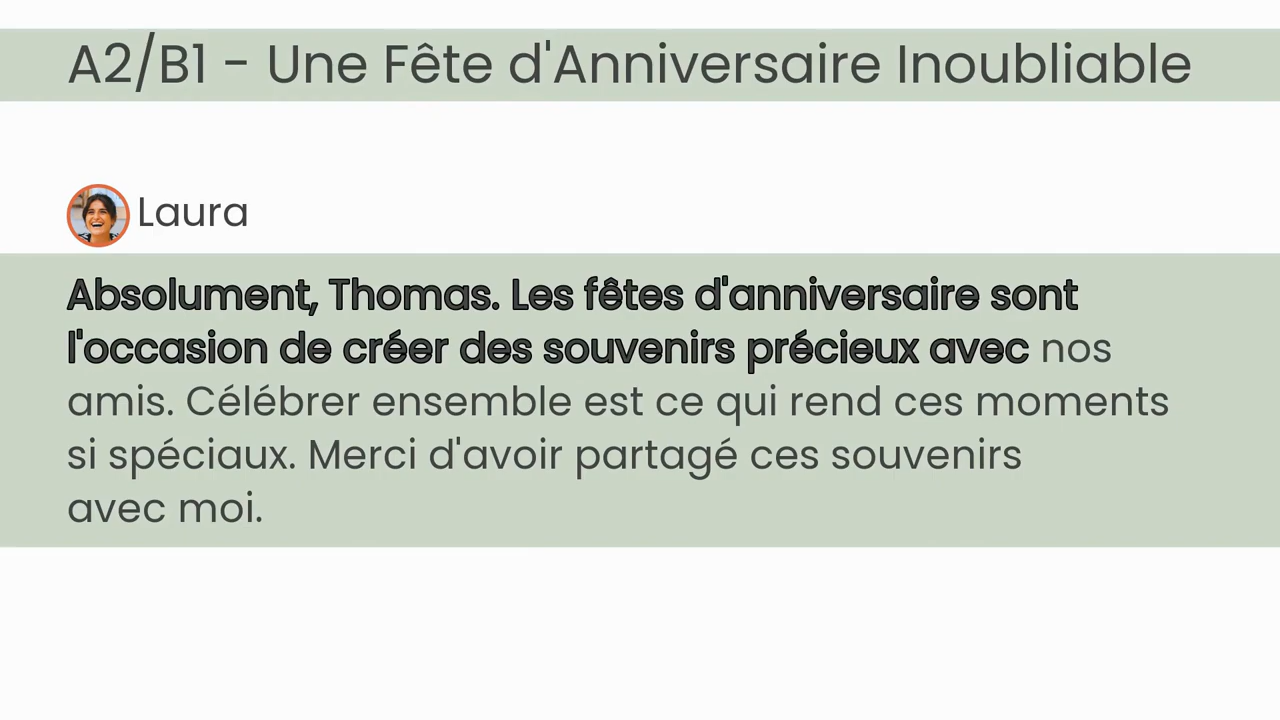 A2/B1 - Une Fête d'Anniversaire Inoubliable
Laura
Absolument, Thomas. Les fêtes d'anniversaire sont
l'occasion de créer des souvenirs précieux avec nos
amis. Célébrer ensemble est ce qui rend ces moments
si spéciaux. Merci d'avoir partagé ces souvenirs
avec moi.